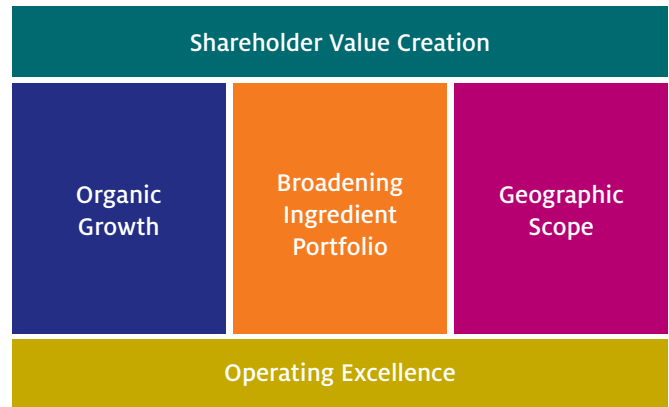 Shareholder Value Creation
Organic
Growth
Broadening
Ingredient
Portfolio
Geographic
Scope
Operating Excellence